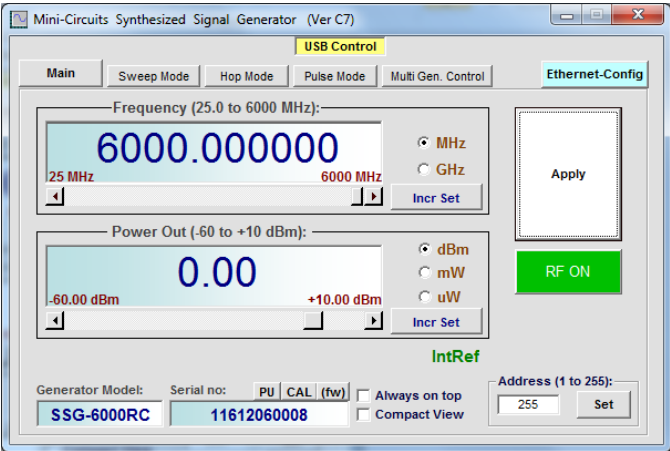 Mini-Circuits Synthesized Signal Generator (Ver C7)
USB Control
Main Sweep Mode Hop Mode Pulse Mode Multi Gen. Control Ethernet-Config
Frequency (25.0 to 6000 MHz):
6000.000000
25 MHz 6000 MHz
MHz
GHz
Incr Set
Apply
Power Out (-60 to +10 dBm):
0.00
-60.00 dBm +10.00 dBm
dBm
mW
uW
Incr Set
RF ON
IntRef
Generator Model: Serial no: PU CAL (fw)
SSG-6000RC 11612060008
Always on top
Compact View
Address (1 to 255):
255 Set